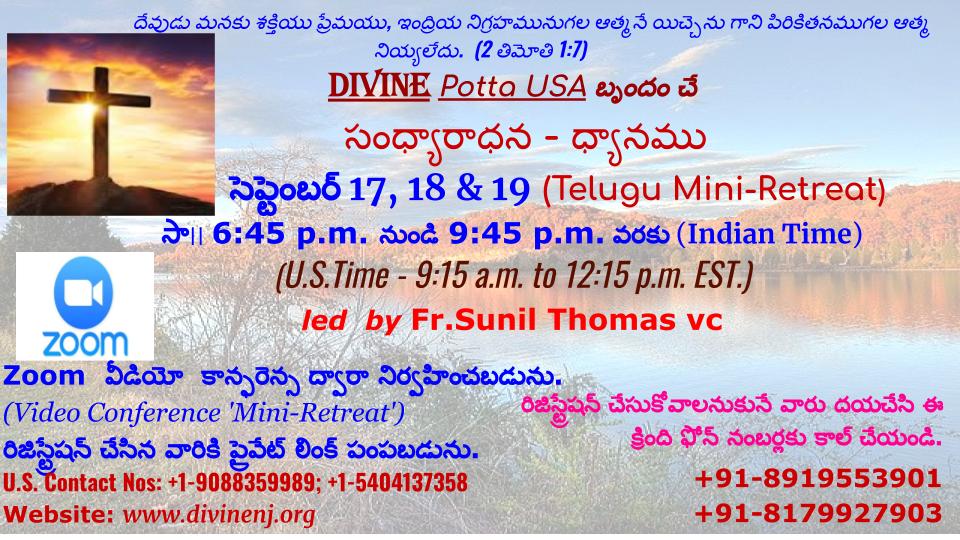 దేవుడు మనకు శక్తియు ప్రేమయు, ఇంద్రియ నిగ్రహమునుగల ఆత్మనే యిచ్చెను గాని పిరికితనముగల ఆత్మ
నియ్యలేదు. (2 తిమోతి 1:7)
DIVINE Potta USA బృందం చే
సంధ్యారాధన - ధ్యానము
సెప్టెంబర్ 17, 18 & 19 (Telugu Mini-Retreat)
సా|| 6:45 p.m. నుండి 9:45 p.m. వరకు (Indian Time)
(U.S.Time - 9:15 a.m. to 12:15 p.m. EST.)
led by Fr.Sunil Thomas vc
zoom
Zoom వీడియో కాన్ఫరెన్స ద్వారా నిర్వహించబడును.
(Video Conference 'Mini-Retreat')
రిజిస్ట్రేషన్ చేసిన వారికి ప్రైవేట్ లింక్ పంపబడును.
U.S. Contact Nos: +1-9088359989; +1-5404137358
Website: www.divinenj.org
రిజిస్ట్రేషన్ చేసుకోవాలనుకునే వారు దయచేసి ఈ
క్రింది ఫోన్ నంబర్లకు కాల్ చేయండి.
+91-8919553901
+91-8179927903